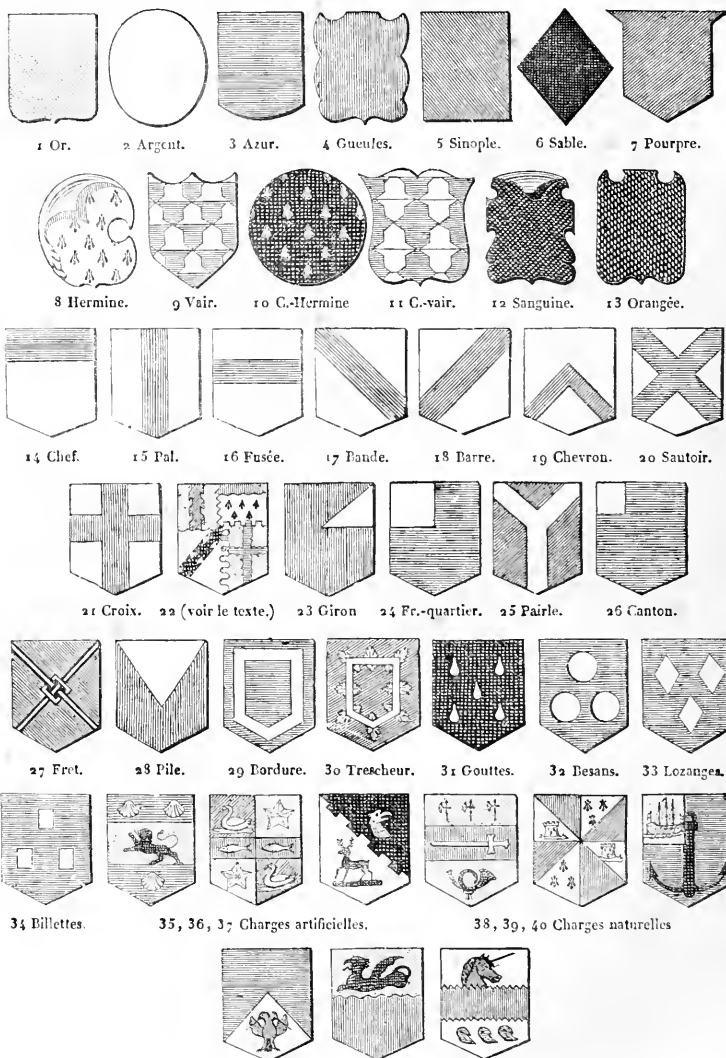 1 Or. 2 Argent. 3 Azur. 4 Gueules. 5 Sinople. 6 Sable. 7 Pourpre.
8 Hermine. 9 Vair. 10 C.-Hermine 11 C.-vair. 12 Sanguine. 13 Orangée.
14 Chef. 15 Pal. 16 Fusée. 17 Bande. 18 Barre. 19 Chevron. 20 Sautoir.
21 Croix. 22 (voir le texte.) 23 Giron 24 Fr.-quartier. 25 Pairle. 26 Canton.
27 Fret. 28 Pile. 29 Bordure. 30 Trescheur. 31 Gouttes. 32 Besans. 33 Lozanges.
34 Billettes. 35, 36, 37 Charges artificielles. 38, 39, 40 Charges naturelles